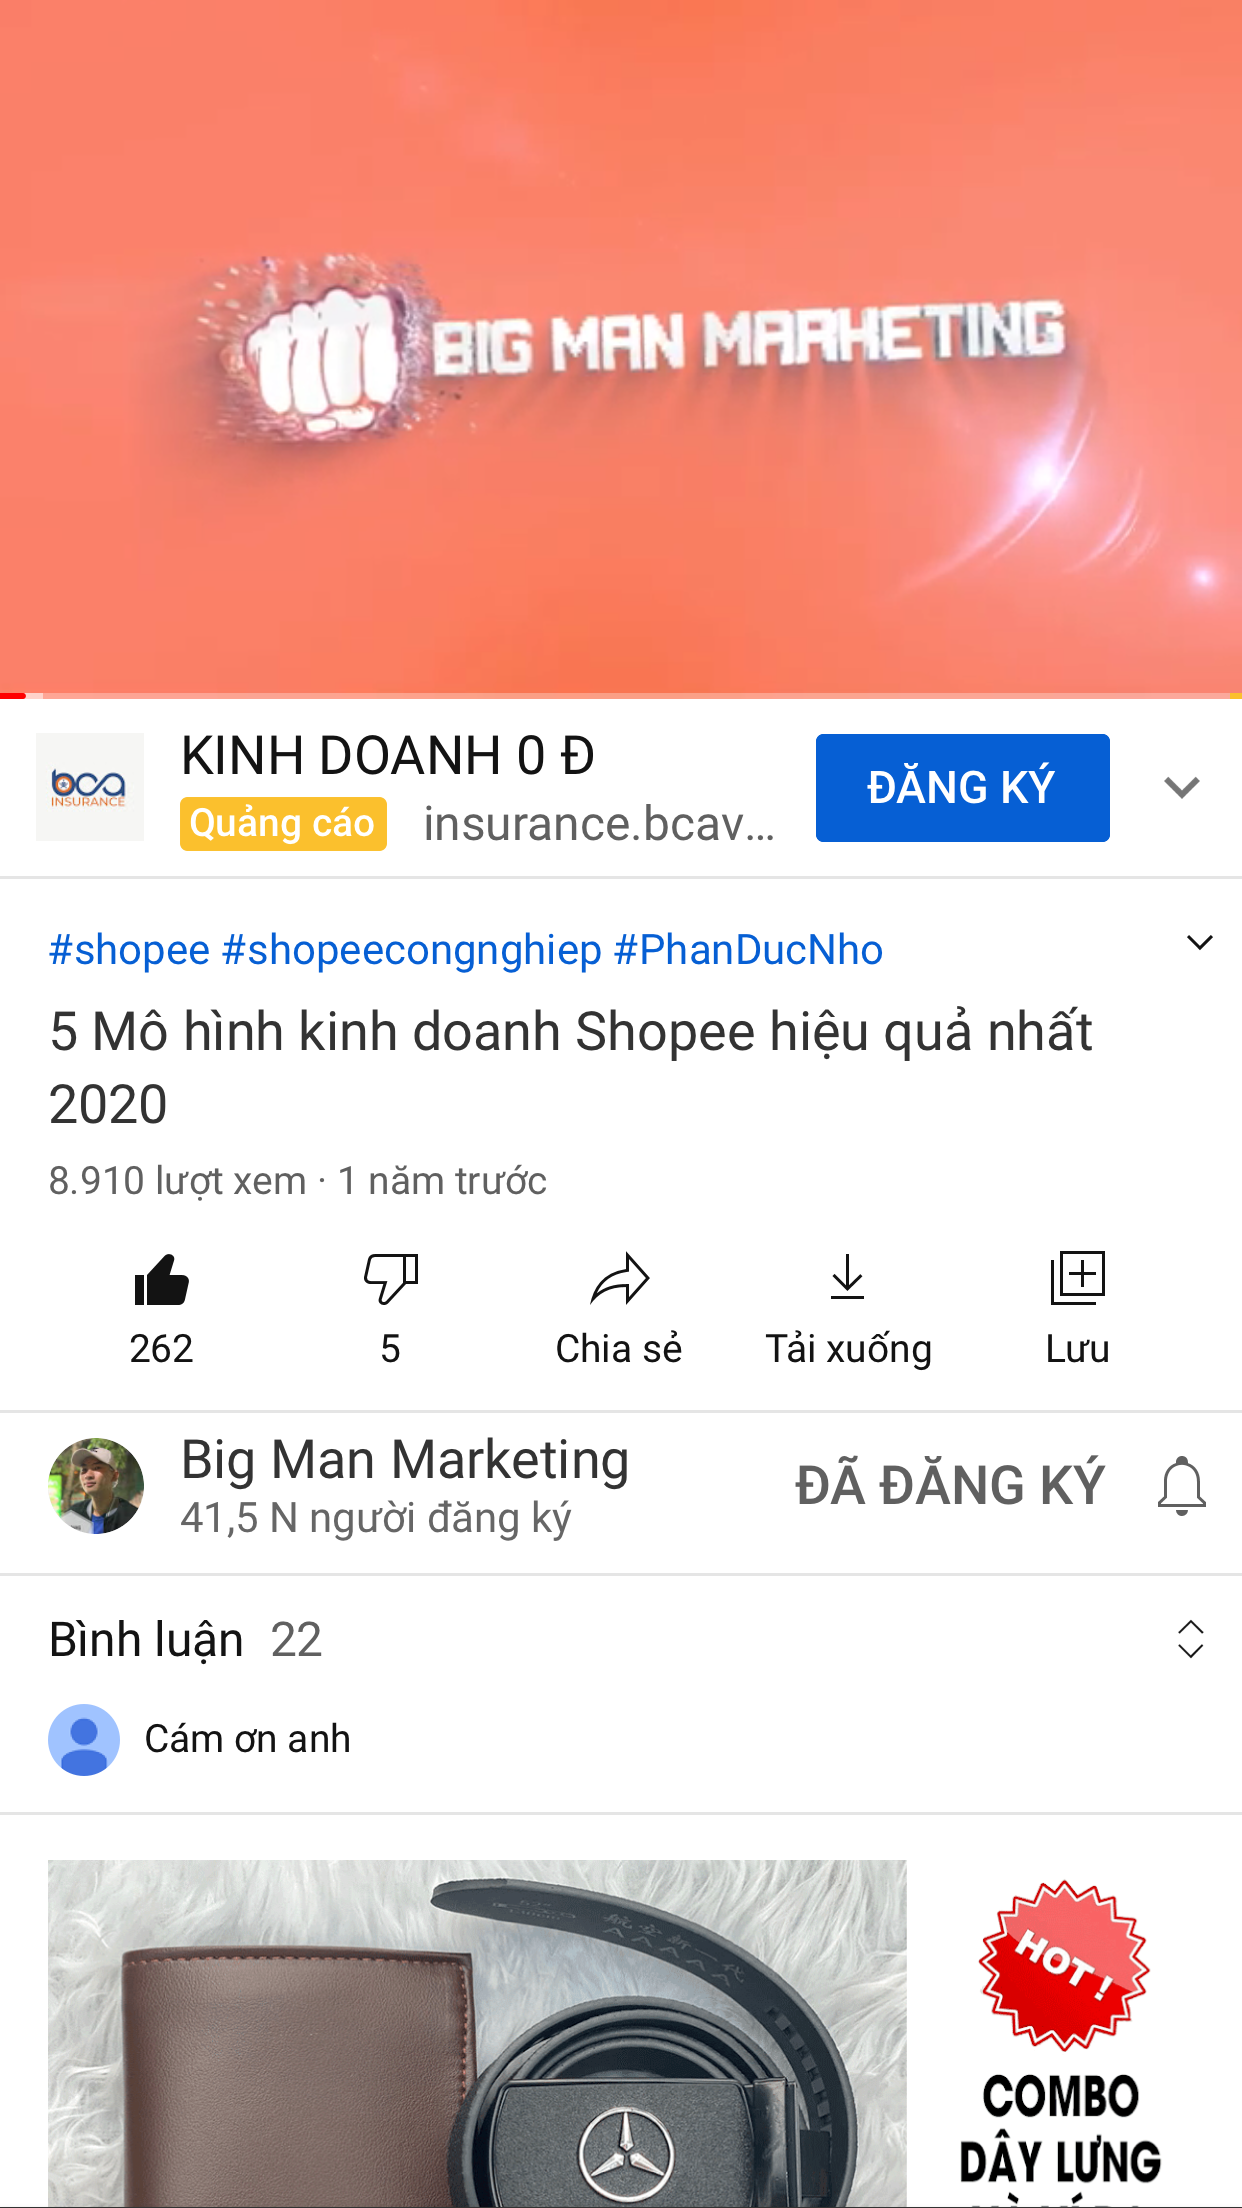 BIG MAN MARKETING
KINH DOANH 0 Đ
bca
INSURANCE
Quảng cáo
insurance.bcav...
ĐĂNG KÝ
#shopee #shopeecongnghiep #PhanDucNho
5 Mô hình kinh doanh Shopee hiệu quả nhất
2020
8.910 lượt xem · 1 năm trước
262
5
Chia sẻ
Tải xuống
Lưu
Big Man Marketing
41,5 N người đăng ký
ĐÃ ĐĂNG KÝ
Bình luận 22
Cám ơn anh
HOT !
COMBO
DÂY LƯNG